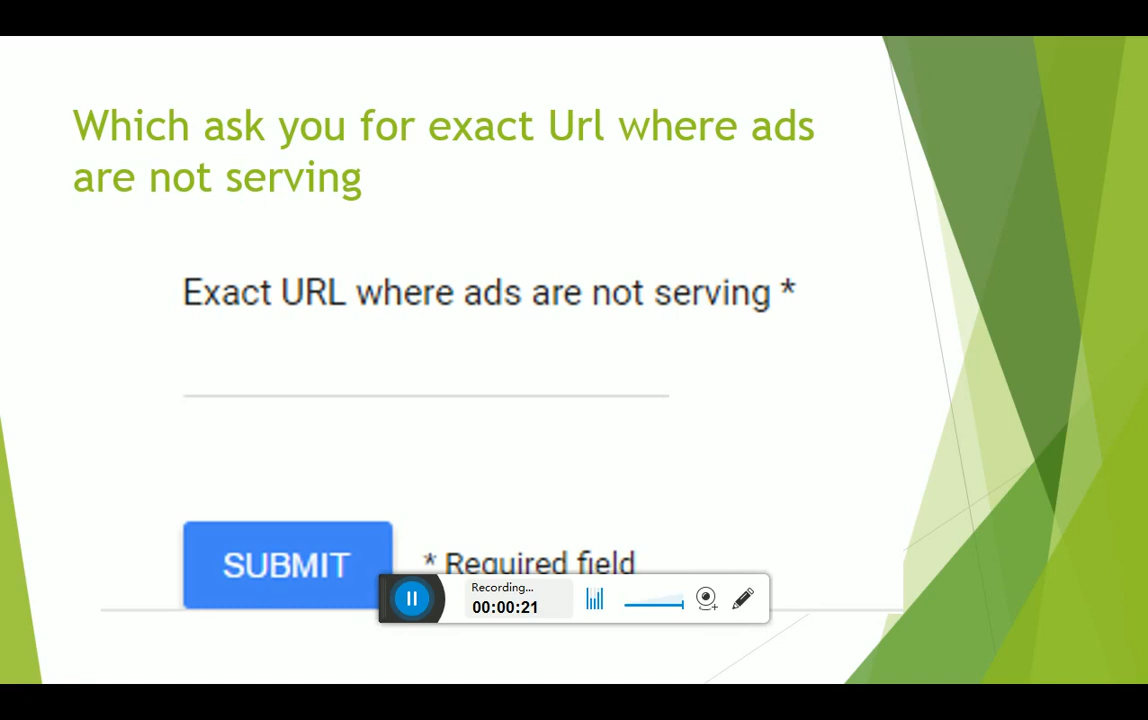 Which ask you for exact Url where ads
are not serving
Exact URL where ads are not serving *
SUBMIT
* Required field
Recording...
00:00:21